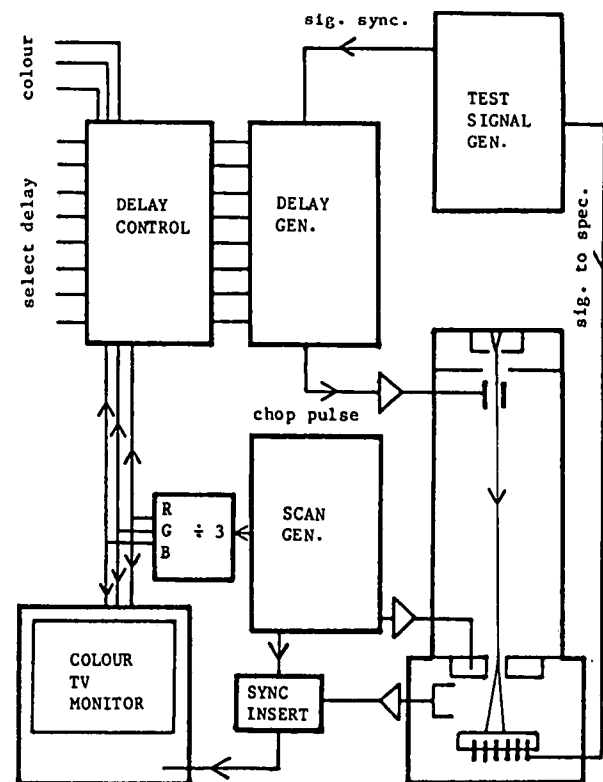 sig. sync.
colour
TEST
SIGNAL
GEN.
DELAY
CONTROL
DELAY
GEN.
select delay
sig. to spec.
chop pulse
R
G
B
÷ 3
SCAN
GEN.
COLOUR
TV
MONITOR
SYNC
INSERT